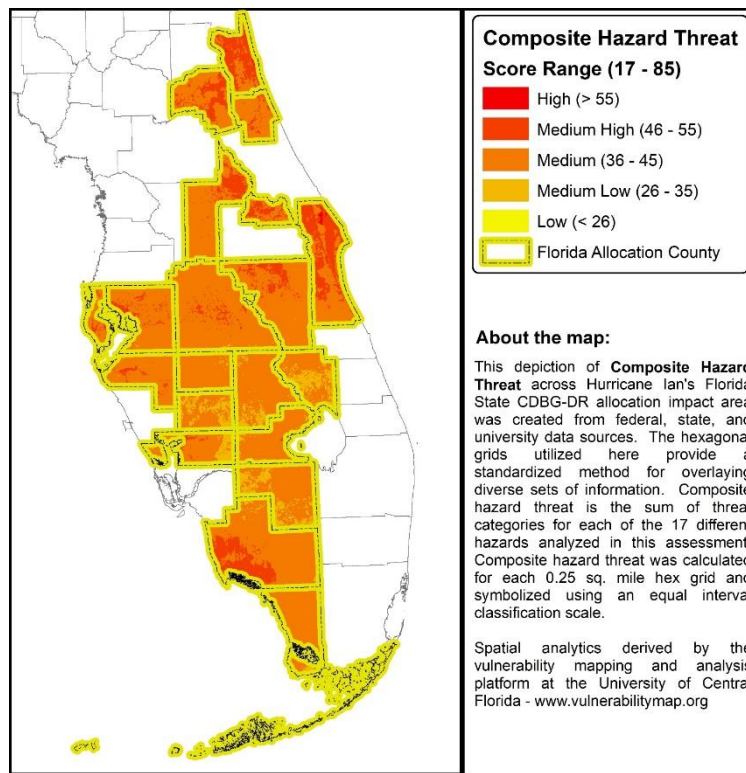 Composite Hazard Threat
Score Range (17 - 85)
High (> 55)
Medium High (46 - 55)
Medium (36 - 45)
Medium Low (26 - 35)
Low (< 26)
Florida Allocation County
About the map:
This depiction of Composite Hazard
Threat across Hurricane Ian's Florida
State CDBG-DR allocation impact area
was created from federal, state, and
university data sources. The hexagonal
grids utilized here provide a
standardized method for overlaying
diverse sets of information. Composite
hazard threat is the sum of threat
categories for each of the 17 different
hazards analyzed in this assessment.
Composite hazard threat was calculated
for each 0.25 sq. mile hex grid and
symbolized using an equal interval
classification scale.
Spatial analytics derived by the
vulnerability mapping and analysis
platform at the University of Central
Florida - www.vulnerabilitymap.org